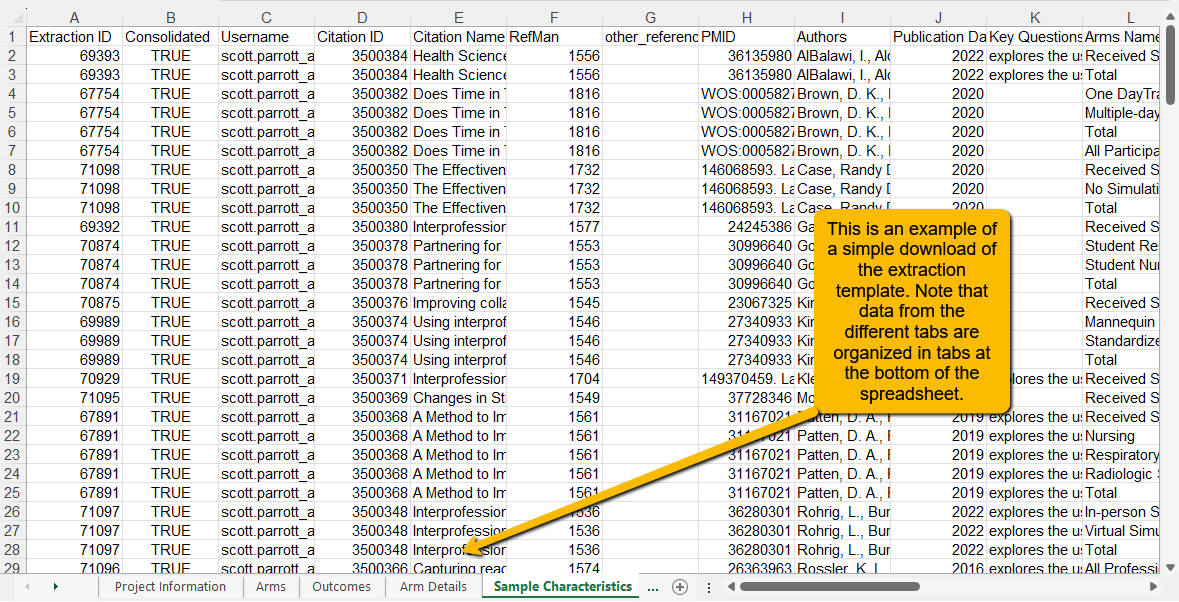 A B C D E F G H I J K L
1 Extraction ID Consolidated Username Citation ID Citation Name RefMan other_referenc PMID Authors Publication Da Key Questions Arms Name
2 69393 TRUE scott.parrott_a 3500384 Health Science 1556 36135980 AlBalawi, I., Alc 2022 explores the us Received S
3 69393 TRUE scott.parrott_a 3500384 Health Science 1556 36135980 AlBalawi, I., Alc 2022 explores the us Total
4 67754 TRUE scott.parrott_a 3500382 Does Time in 1816 WOS:0005827 Brown, D. K., 2020 One DayTra
5 67754 TRUE scott.parrott_a 3500382 Does Time in 1816 WOS:0005827 Brown, D. K., 2020 Multiple-day
6 67754 TRUE scott.parrott_a 3500382 Does Time in 1816 WOS:0005827 Brown, D. K., 2020 Total
7 67754 TRUE scott.parrott_a 3500382 Does Time in 1816 WOS:0005827 Brown, D. K., 2020 All Participa
8 71098 TRUE scott.parrott_a 3500350 The Effectiven 1732 146068593. La Case, Randy D 2020 Received S
9 71098 TRUE scott.parrott_a 3500350 The Effectiven 1732 146068593. La Case, Randy D 2020 No Simulati
10 71098 TRUE scott.parrott_a 3500350 The Effectiven 1732 146068593. La Case, Randy D 2020 Total
11 69392 TRUE scott.parrott_a 3500380 Interprofession 1577 24245386 Ga Received S
12 70874 TRUE scott.parrott_a 3500378 Partnering for 1553 30996640 Go Student Re
13 70874 TRUE scott.parrott_a 3500378 Partnering for 1553 30996640 Go Student Nur
14 70874 TRUE scott.parrott_a 3500378 Partnering for 1553 30996640 Go Total
15 70875 TRUE scott.parrott_a 3500376 Improving colla 1545 23067325 Kir Received S
16 69989 TRUE scott.parrott_a 3500374 Using interprof 1546 27340933 Kir Mannequin
17 69989 TRUE scott.parrott_a 3500374 Using interprof 1546 27340933 Kir Standardize
18 69989 TRUE scott.parrott_a 3500374 Using interprof 1546 27340933 Kir Total
19 70929 TRUE scott.parrott_a 3500371 Interprofession 1704 149370459. La Kle lores the us Received S
20 71095 TRUE scott.parrott_a 3500369 Changes in St 1549 37728346 Mo Received S
21 67891 TRUE scott.parrott_a 3500368 A Method to Im 1561 31167021 Patten, D. A., 2019 explores the us Received S
22 67891 TRUE scott.parrott_a 3500368 A Method to Im 1561 31167021 Patten, D. A., 2019 explores the us Nursing
23 67891 TRUE scott.parrott_a 3500368 A Method to Im 1561 31167021 Patten, D. A., 2019 explores the us Respiratory
24 67891 TRUE scott.parrott_a 3500368 A Method to Im 1561 31167021 Patten, D. A., 2019 explores the us Radiologic
25 67891 TRUE scott.parrott_a 3500368 A Method to Im 1561 31167021 Patten, D. A., 2019 explores the us Total
26 71097 TRUE scott.parrott_a 3500348 Interprofession 1536 36280301 Rohrig, L., Bur 2022 explores the us In-person S
27 71097 TRUE scott.parrott_a 3500348 Interprofession 1536 36280301 Rohrig, L., Bur 2022 explores the us Virtual Simu
28 71097 TRUE scott.parrott_a 3500348 Interprofession 1536 36280301 Rohrig, L., Bur 2022 explores the us Total
29 71096 TRUE scott.parrott_a 3500366 Capturing read 1574 26363963 Rossler, K. L. 2016 explores the us All Professi
This is an example of
a simple download of
the extraction
template. Note that
data from the
different tabs are
organized in tabs at
the bottom of the
spreadsheet.
Project Information Arms Outcomes Arm Details Sample Characteristics ...